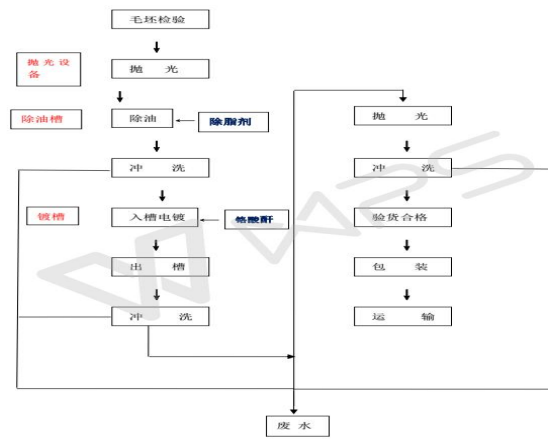 毛坯检验
抛光设
备
抛 光
除油槽
除油
除脂剂
冲 洗
镀槽
入槽电镀
铬酸酐
出 槽
冲 洗
抛 光
冲 洗
验货合格
包 装
运 输
废 水
WPS